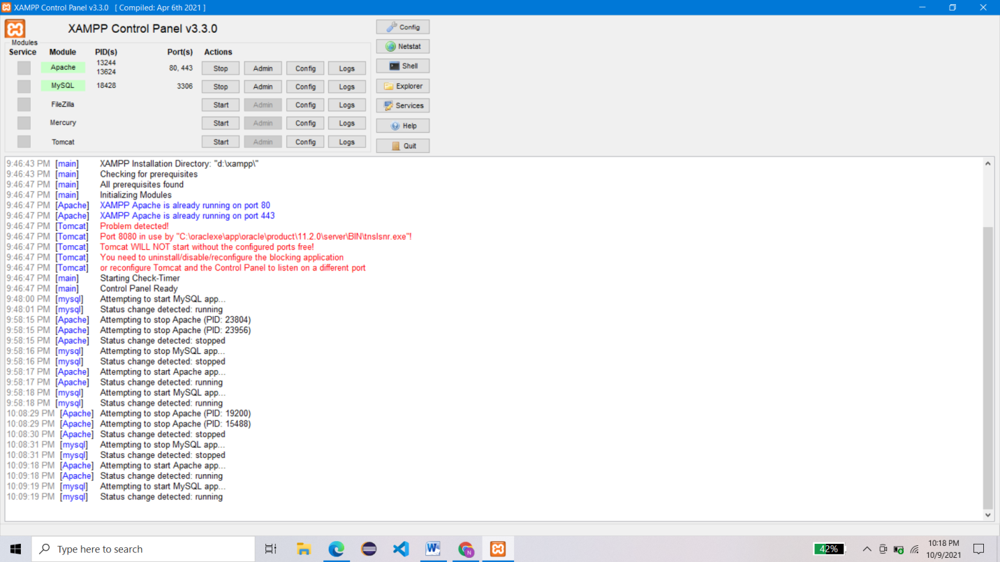 XAMPP Control Panel v3.3.0 [ Compiled: Apr 6th 2021 ]
XAMPP Control Panel v3.3.0
Config
Modules
Service Module PID(s) Port(s) Actions
Netstat
Apache 13244 13624 80, 443 Stop Admin Config Logs
Shell
MySQL 18428 3306 Stop Admin Config Logs
Explorer
FileZilla Start Admin Config Logs
Services
Mercury Start Admin Config Logs
Help
Tomcat Start Admin Config Logs
Quit
9:46:43 PM [main] XAMPP Installation Directory: "d:\xampp\"
9:46:43 PM [main] Checking for prerequisites
9:46:47 PM [main] All prerequisites found
9:46:47 PM [main] Initializing Modules
9:46:47 PM [Apache] XAMPP Apache is already running on port 80
9:46:47 PM [Apache] XAMPP Apache is already running on port 443
9:46:47 PM [Tomcat] Problem detected!
9:46:47 PM [Tomcat] Port 8080 in use by "C:\oraclexe\app\oracle\product\11.2.0\server\BIN\tnslsnr.exe"!
9:46:47 PM [Tomcat] Tomcat WILL NOT start without the configured ports free!
9:46:47 PM [Tomcat] You need to uninstall/disable/reconfigure the blocking application
9:46:47 PM [Tomcat] or reconfigure Tomcat and the Control Panel to listen on a different port
9:46:47 PM [main] Starting Check-Timer
9:46:47 PM [main] Control Panel Ready
9:48:00 PM [mysql] Attempting to start MySQL app...
9:48:01 PM [mysql] Status change detected: running
9:58:15 PM [Apache] Attempting to stop Apache (PID: 23804)
9:58:15 PM [Apache] Attempting to stop Apache (PID: 23956)
9:58:15 PM [Apache] Status change detected: stopped
9:58:16 PM [mysql] Attempting to stop MySQL app...
9:58:16 PM [mysql] Status change detected: stopped
9:58:17 PM [Apache] Attempting to start Apache app...
9:58:17 PM [Apache] Status change detected: running
9:58:18 PM [mysql] Attempting to start MySQL app...
9:58:18 PM [mysql] Status change detected: running
10:08:29 PM [Apache] Attempting to stop Apache (PID: 19200)
10:08:29 PM [Apache] Attempting to stop Apache (PID: 15488)
10:08:30 PM [Apache] Status change detected: stopped
10:08:31 PM [mysql] Attempting to stop MySQL app...
10:08:31 PM [mysql] Status change detected: stopped
10:09:18 PM [Apache] Attempting to start Apache app...
10:09:18 PM [Apache] Status change detected: running
10:09:19 PM [mysql] Attempting to start MySQL app...
10:09:19 PM [mysql] Status change detected: running
Type here to search
42%
10:18 PM
10/9/2021